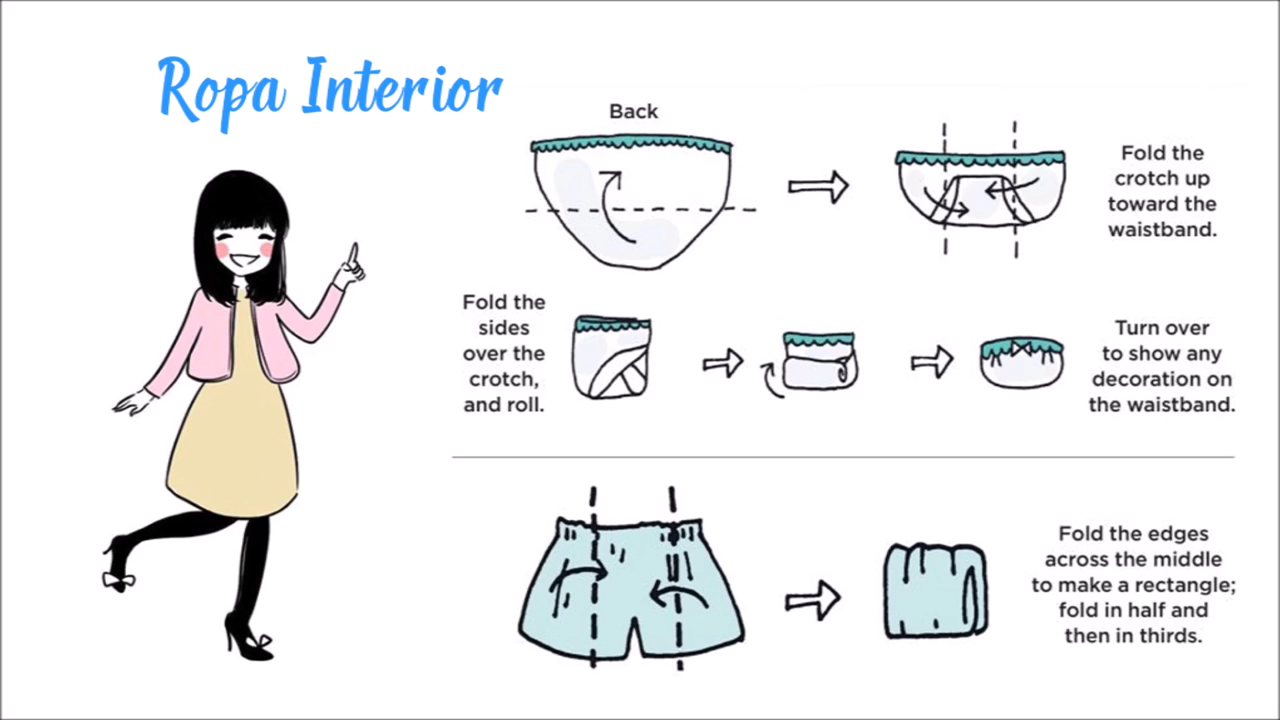 Ropa Interior
Back
Fold the
crotch up
toward the
waistband.
Fold the
sides
over the
crotch,
and roll.
Turn over
to show any
decoration on
the waistband.
Fold the edges
across the middle
to make a rectangle;
fold in half and
then in thirds.